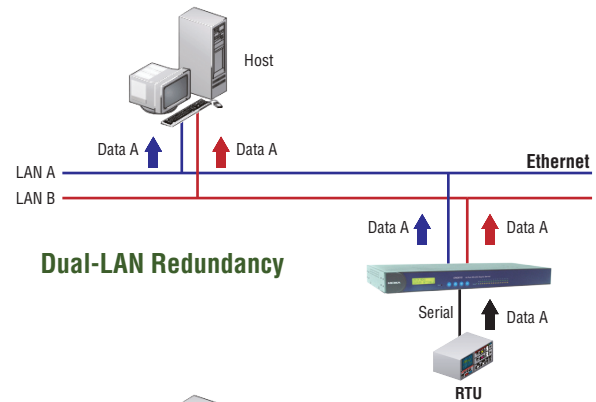 Host
Data A
Data A
Ethernet
LAN A
LAN B
Data A
Data A
Dual-LAN Redundancy
Serial
Data A
RTU